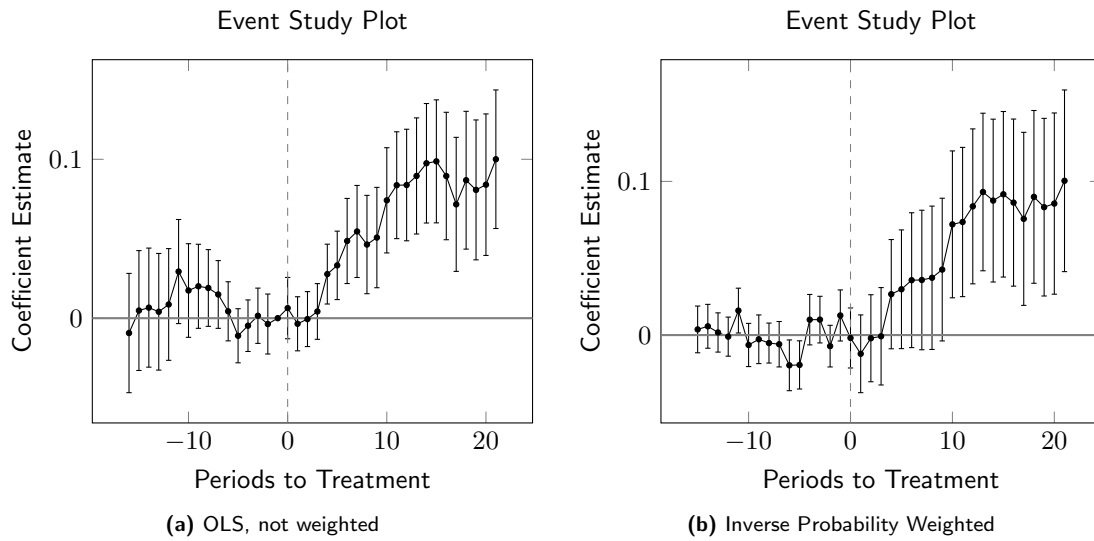 Event Study Plot
Coefficient Estimate
0.1
0
−10 0 10 20
Periods to Treatment
(a) OLS, not weighted
Event Study Plot
Coefficient Estimate
0.1
0
−10 0 10 20
Periods to Treatment
(b) Inverse Probability Weighted